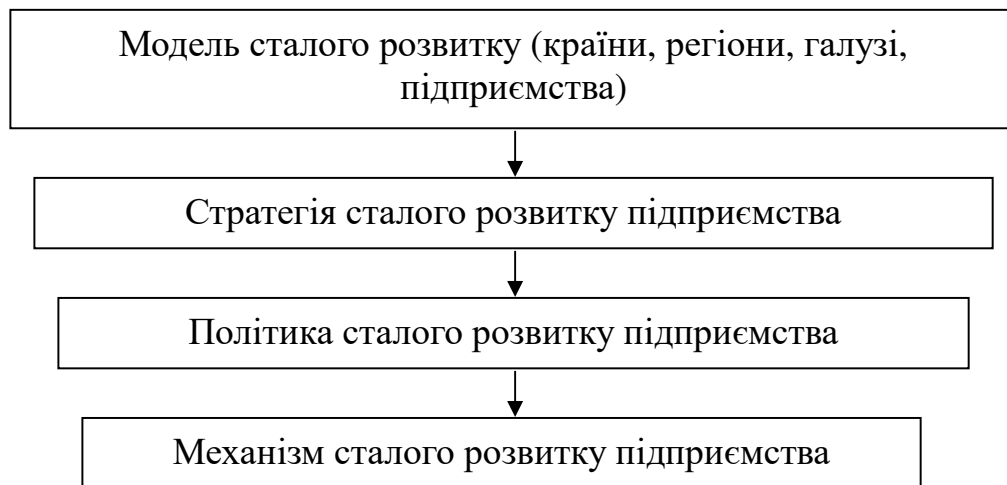 Модель сталого розвитку (країни, регіони, галузі,
підприємства)
Стратегія сталого розвитку підприємства
Політика сталого розвитку підприємства
Механізм сталого розвитку підприємства